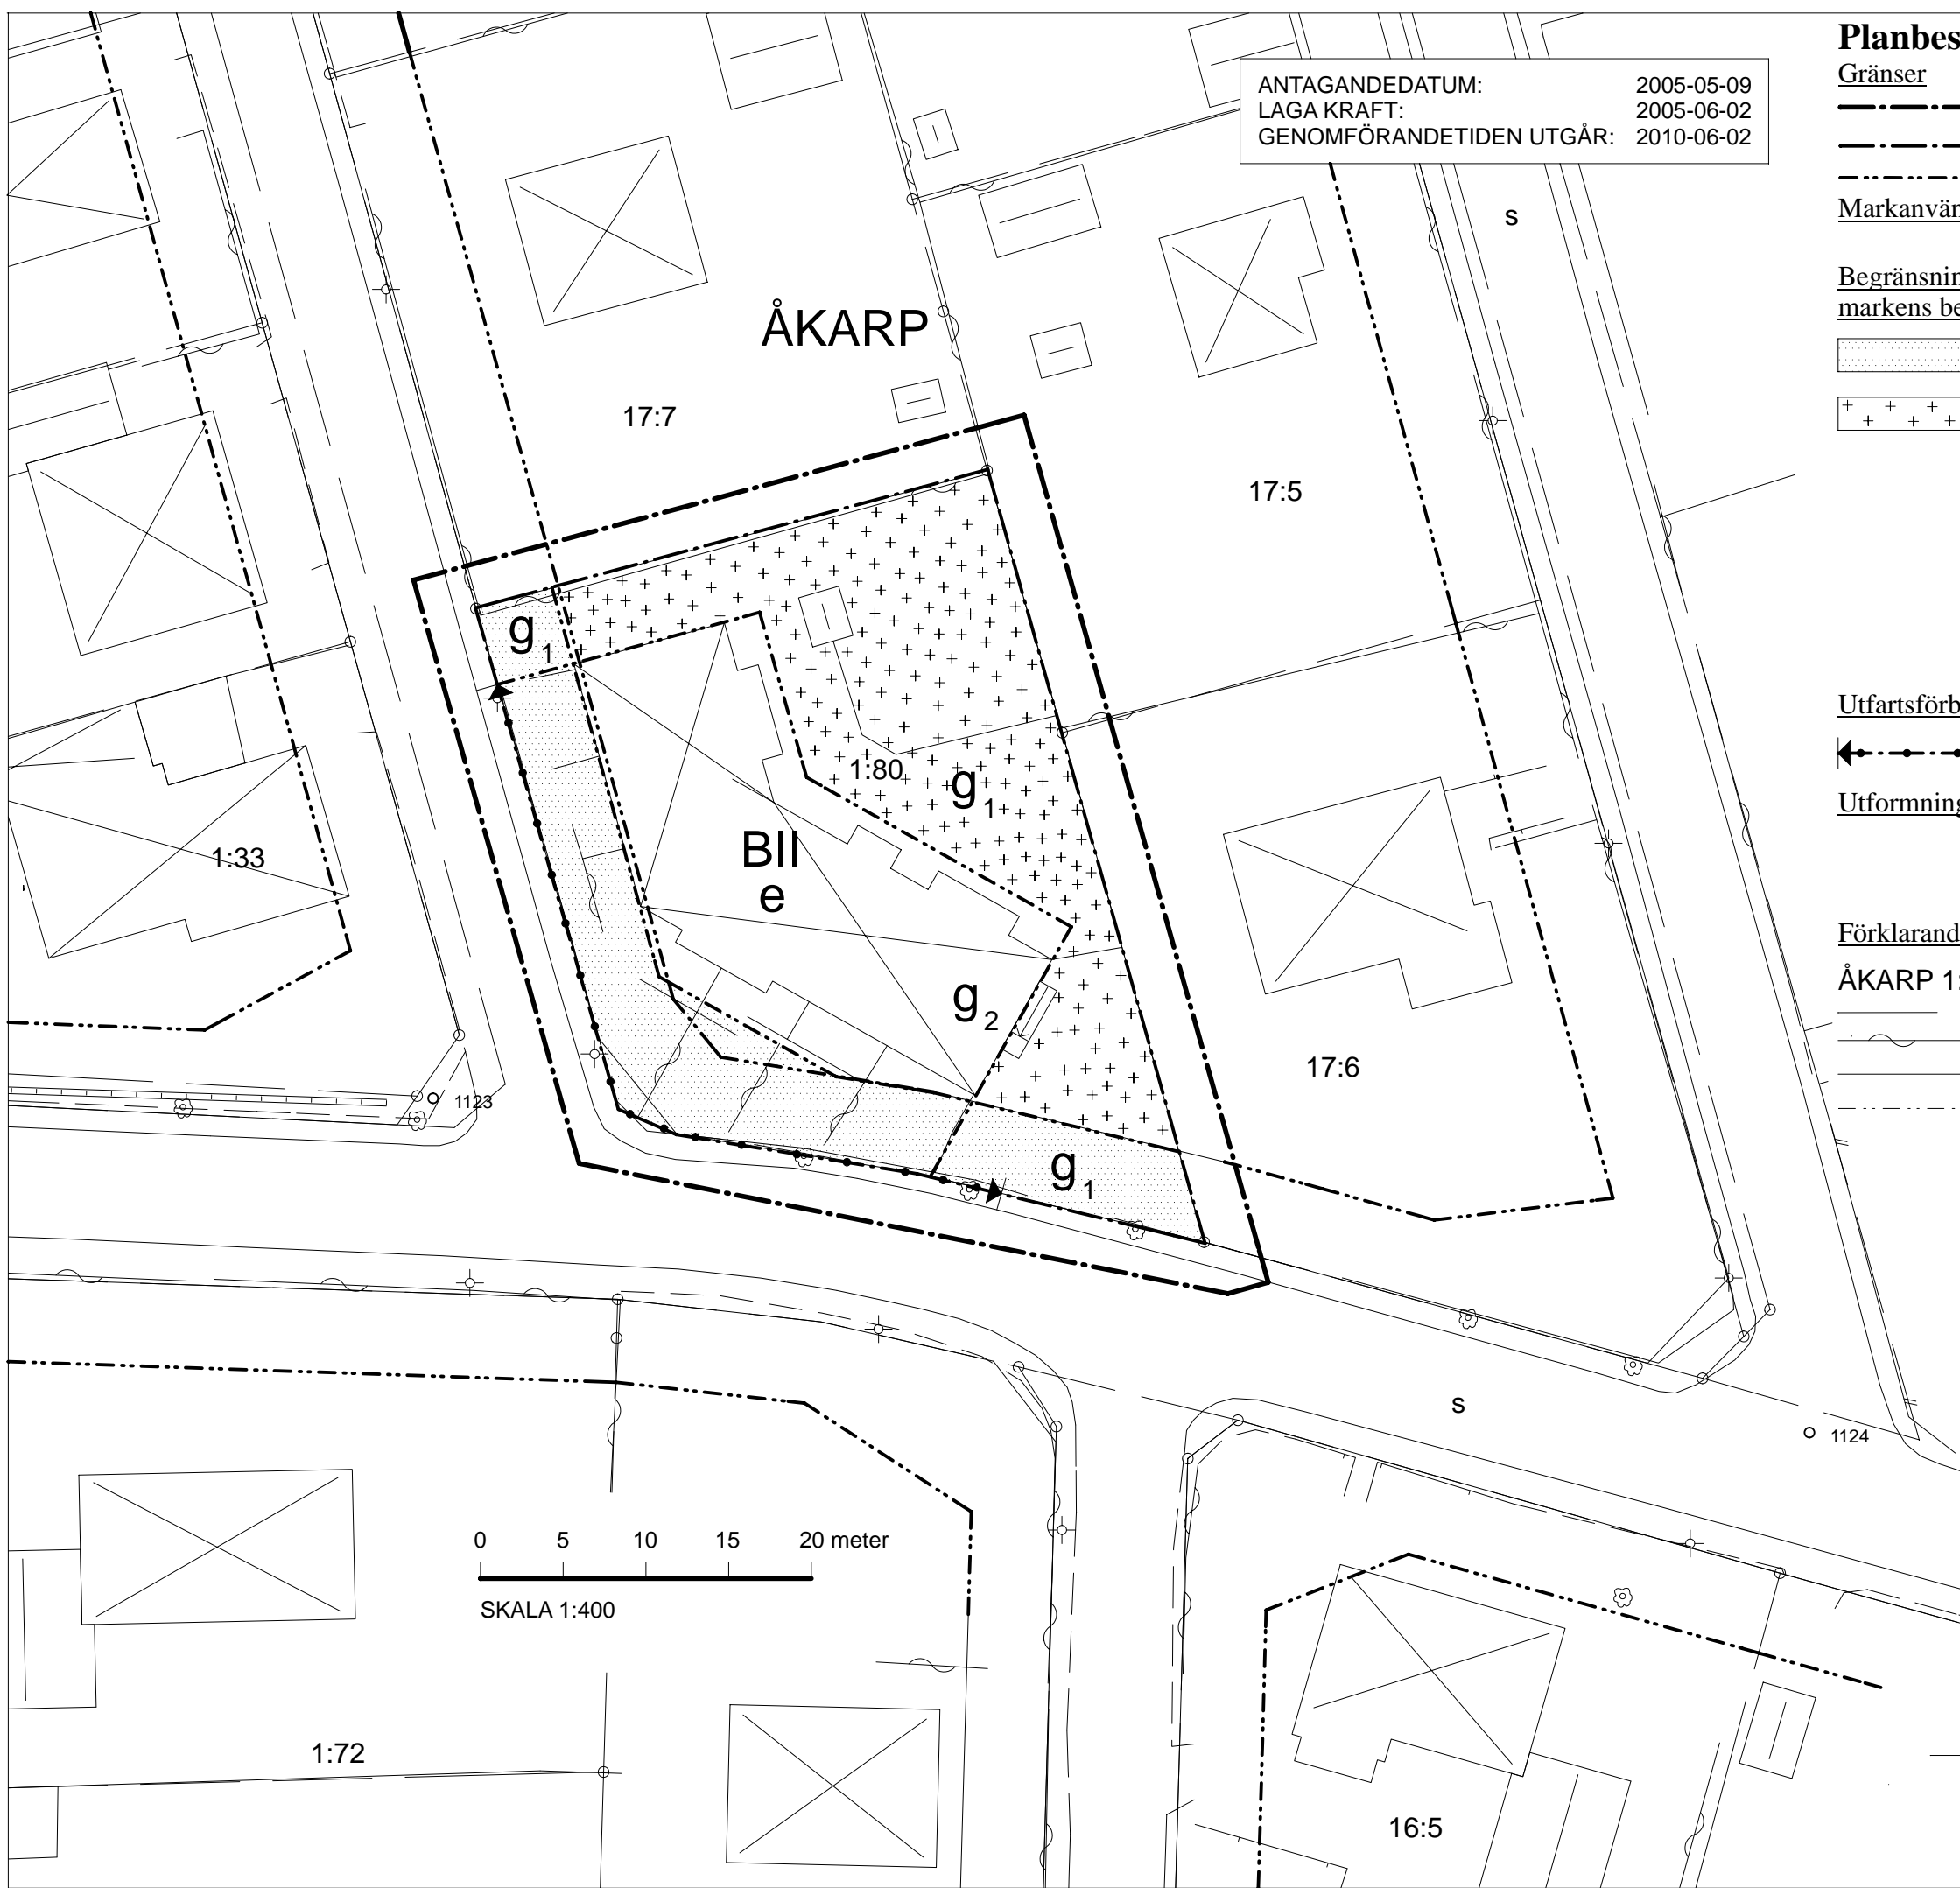 Planbes
Gränser
ANTAGANDEDATUM: 2005-05-09
LAGA KRAFT: 2005-06-02
GENOMFÖRANDETIDEN UTGÅR: 2010-06-02
Markanvän
s
Begränsnin
markens be
ÅKARP
17:7
17:5
g1
Utfartsförb
1:80
g1
Utformning
BII
e
1:33
Förklarand
ÅKARP 1:
g2
17:6
1123
g1
s
1124
0 5 10 15 20 meter
SKALA 1:400
1:72
16:5